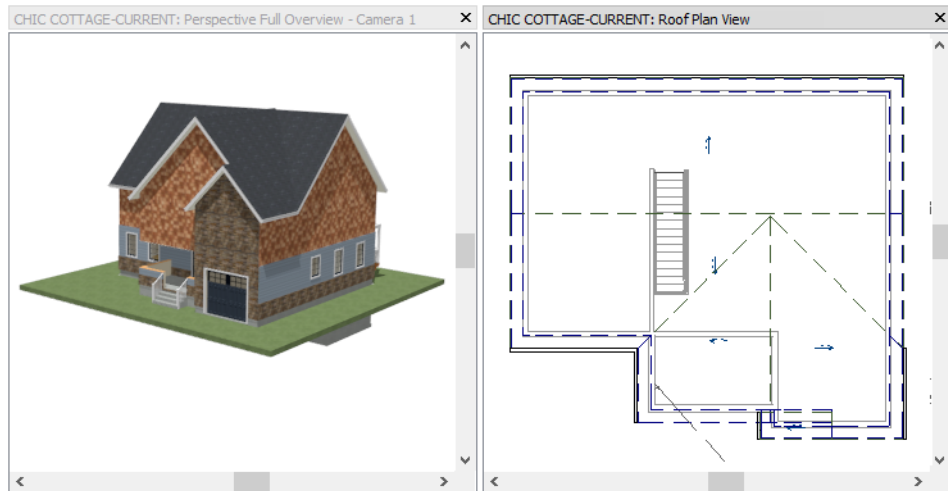 CHIC COTTAGE-CURRENT: Perspective Full Overview - Camera 1
CHIC COTTAGE-CURRENT: Roof Plan View